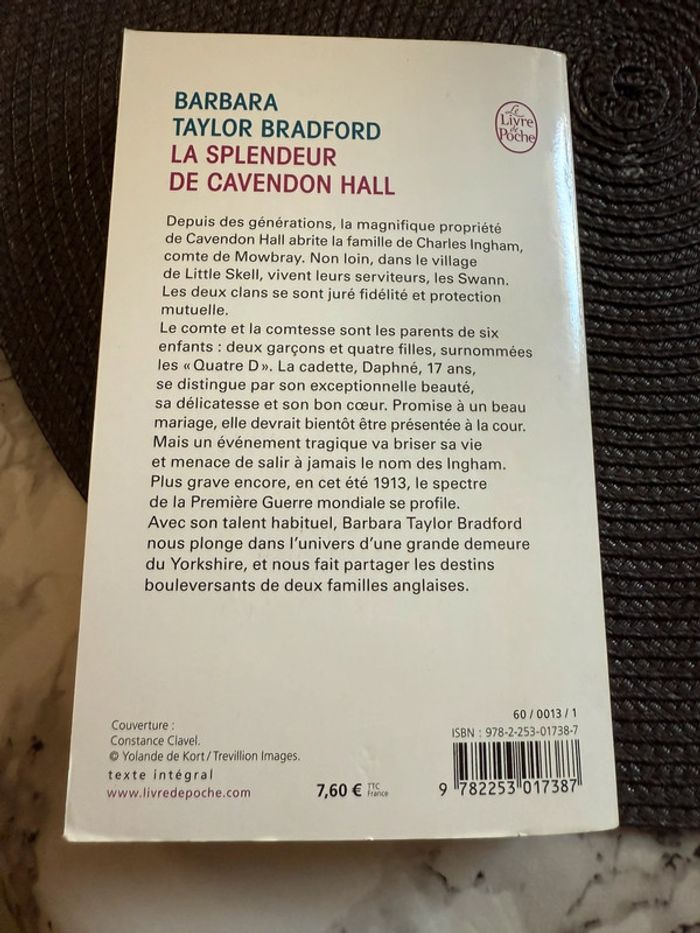 BARBARA
TAYLOR BRADFORD
LA SPLENDEUR
DE CAVENDON HALL
Le
Livre
de
Poche
Depuis des générations, la magnifique propriété
de Cavendon Hall abrite la famille de Charles Ingham,
comte de Mowbray. Non loin, dans le village
de Little Skell, vivent leurs serviteurs, les Swann.
Les deux clans se sont juré fidélité et protection
mutuelle.
Le comte et la comtesse sont les parents de six
enfants : deux garçons et quatre filles, surnommées
les « Quatre D ». La cadette, Daphné, 17 ans,
se distingue par son exceptionnelle beauté,
sa délicatesse et son bon cœur. Promise à un beau
mariage, elle devrait bientôt être présentée à la cour.
Mais un événement tragique va briser sa vie
et menace de salir à jamais le nom des Ingham.
Plus grave encore, en cet été 1913, le spectre
de la Première Guerre mondiale se profile.
Avec son talent habituel, Barbara Taylor Bradford
nous plonge dans l'univers d'une grande demeure
du Yorkshire, et nous fait partager les destins
bouleversants de deux familles anglaises.
Couverture :
Constance Clavel.
© Yolande de Kort / Trevillion Images.
texte intégral
www.livredepoche.com
7,60 € TTC
France
60 / 0013 / 1
ISBN : 978-2-253-01738-7
9 782253 017387